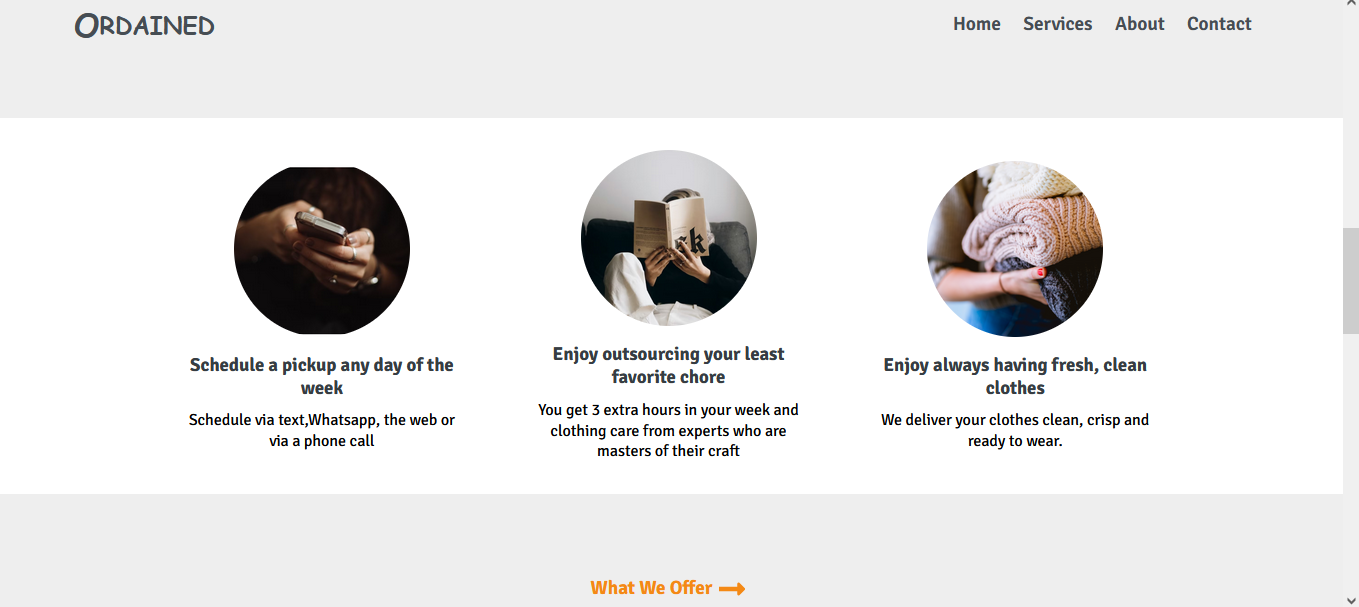 ORDAINED
Home Services About Contact
Schedule a pickup any day of the
week
Schedule via text,Whatsapp, the web or
via a phone call
Enjoy outsourcing your least
favorite chore
You get 3 extra hours in your week and
clothing care from experts who are
masters of their craft
Enjoy always having fresh, clean
clothes
We deliver your clothes clean, crisp and
ready to wear.
What We Offer